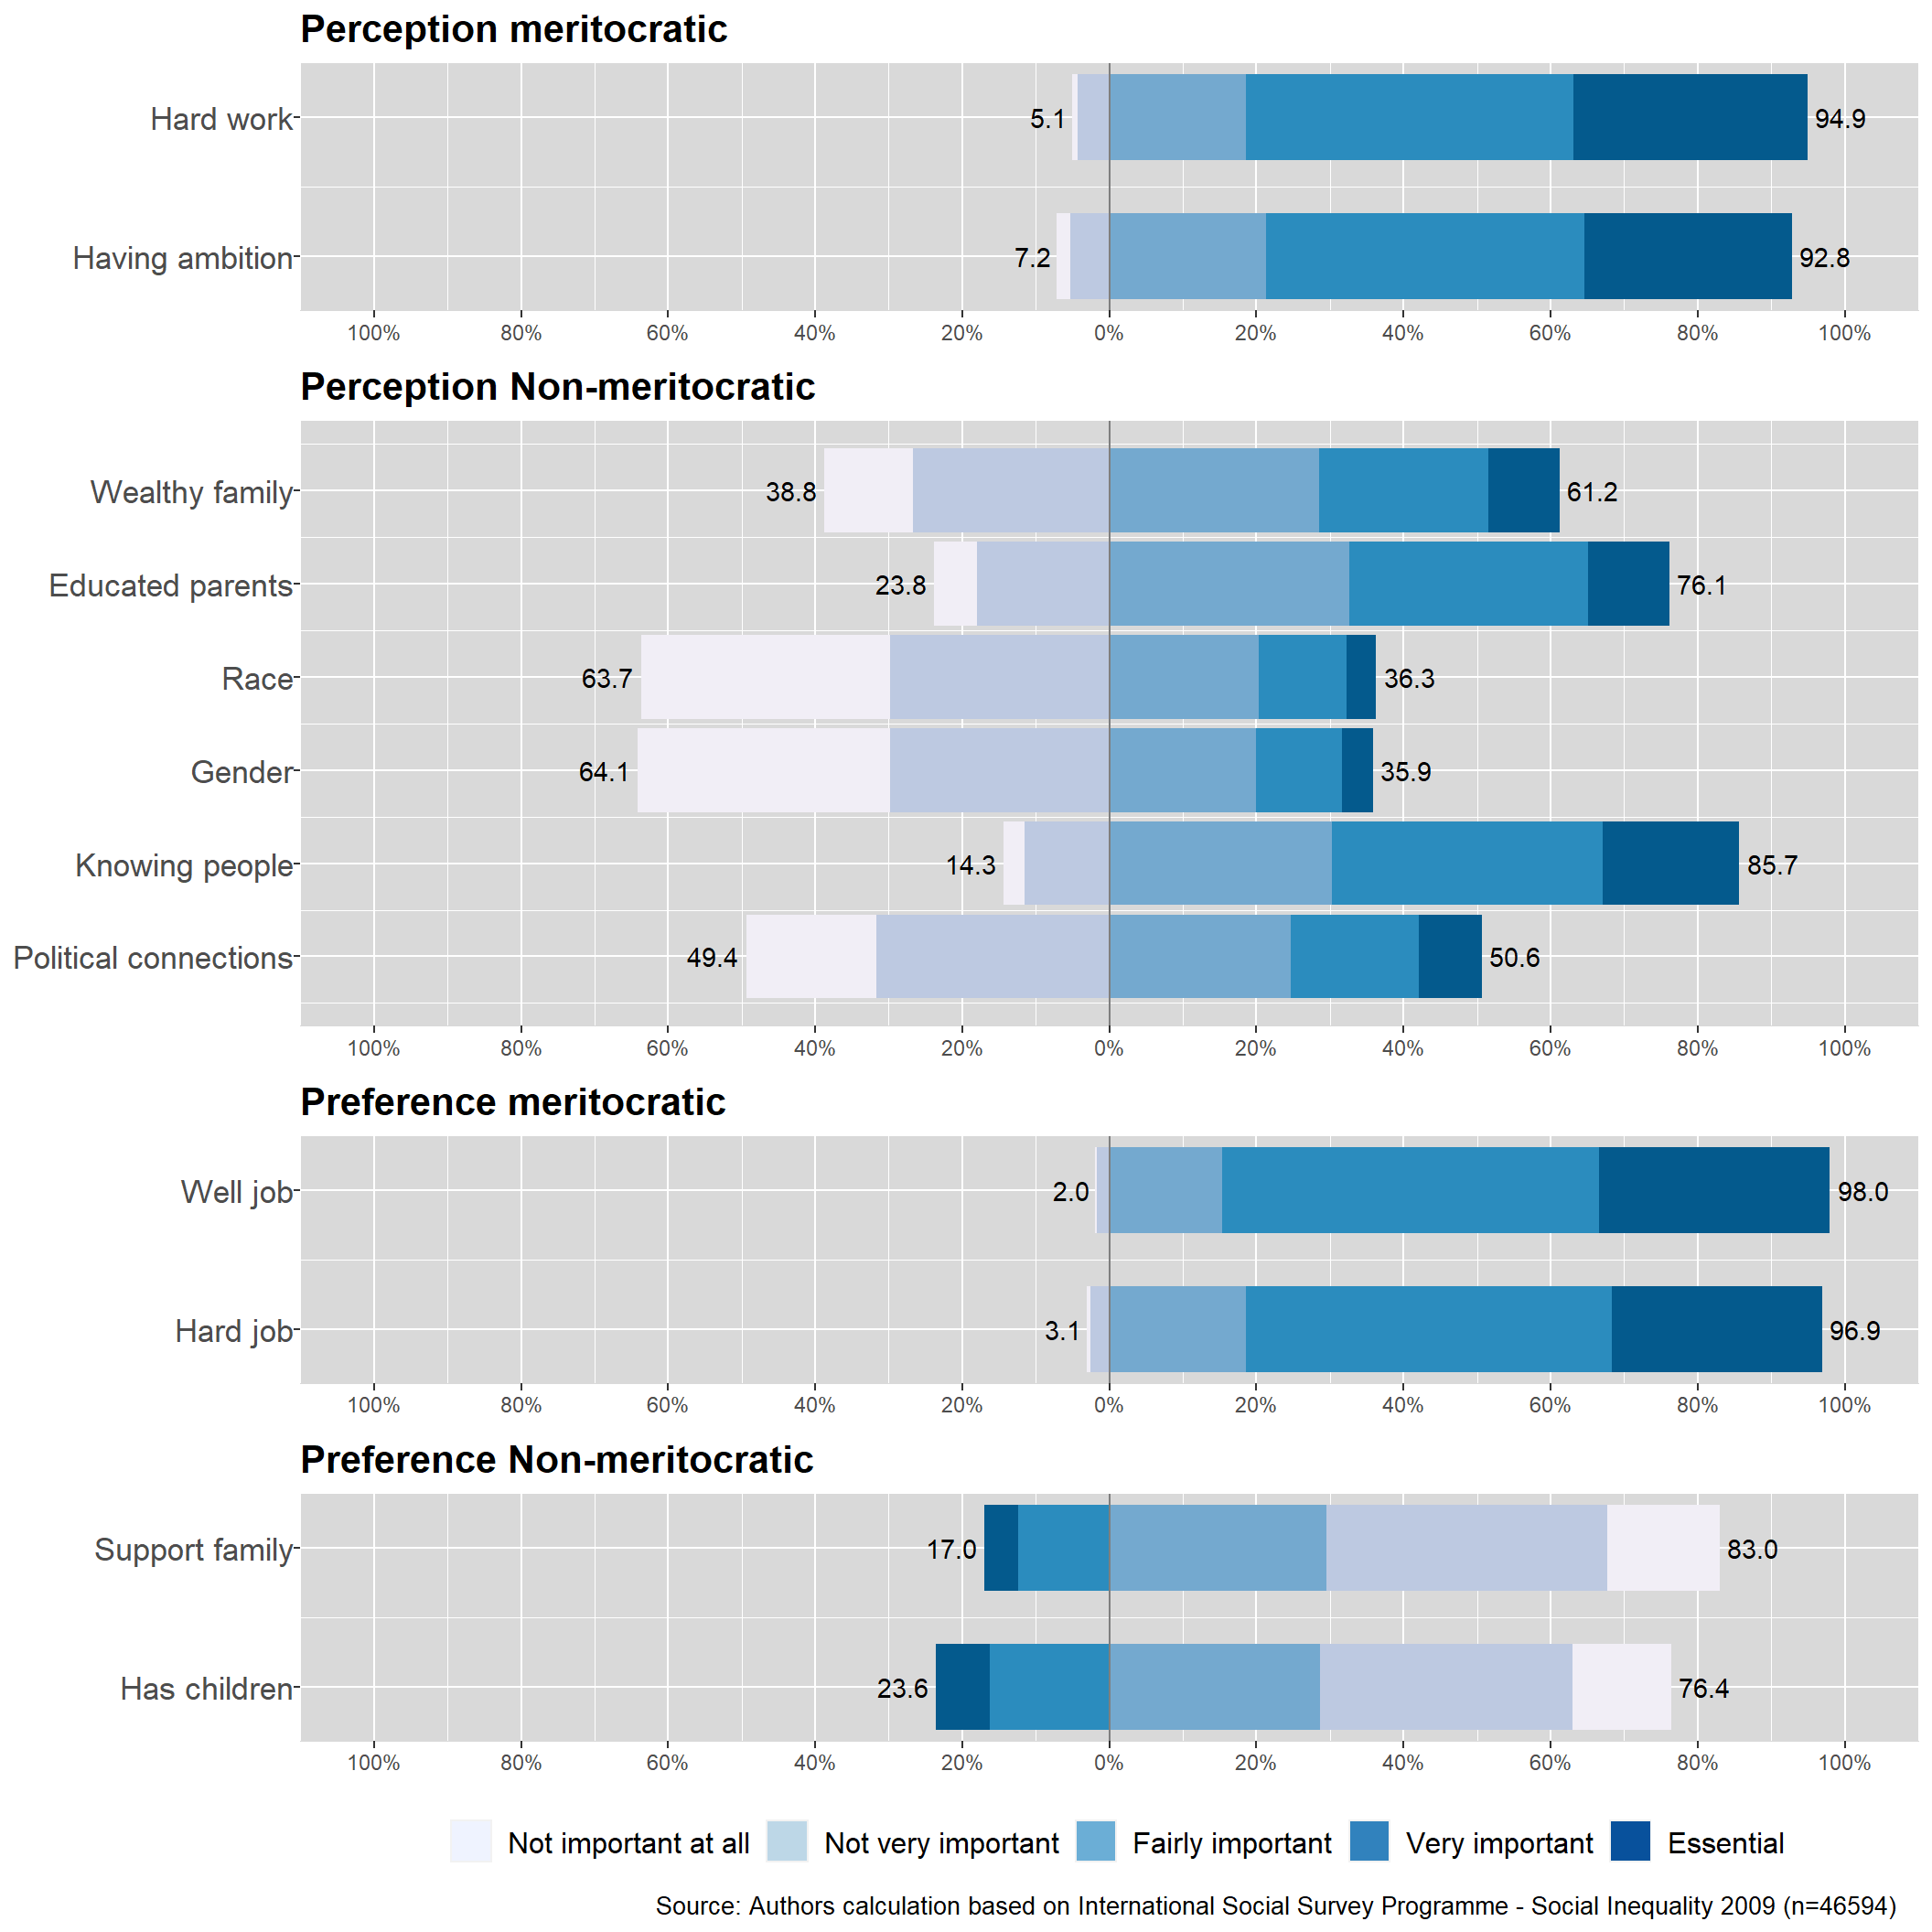 Perception meritocratic
Hard work 5.1 94.9
Having ambition 7.2 92.8
100% 80% 60% 40% 20% 0% 20% 40% 60% 80% 100%
Perception Non-meritocratic
Wealthy family 38.8 61.2
Educated parents 23.8 76.1
Race 63.7 36.3
Gender 64.1 35.9
Knowing people 14.3 85.7
Political connections 49.4 50.6
100% 80% 60% 40% 20% 0% 20% 40% 60% 80% 100%
Preference meritocratic
Well job 2.0 98.0
Hard job 3.1 96.9
100% 80% 60% 40% 20% 0% 20% 40% 60% 80% 100%
Preference Non-meritocratic
Support family 17.0 83.0
Has children 23.6 76.4
100% 80% 60% 40% 20% 0% 20% 40% 60% 80% 100%
Not important at all Not very important Fairly important Very important Essential
Source: Authors calculation based on International Social Survey Programme - Social Inequality 2009 (n=46594)